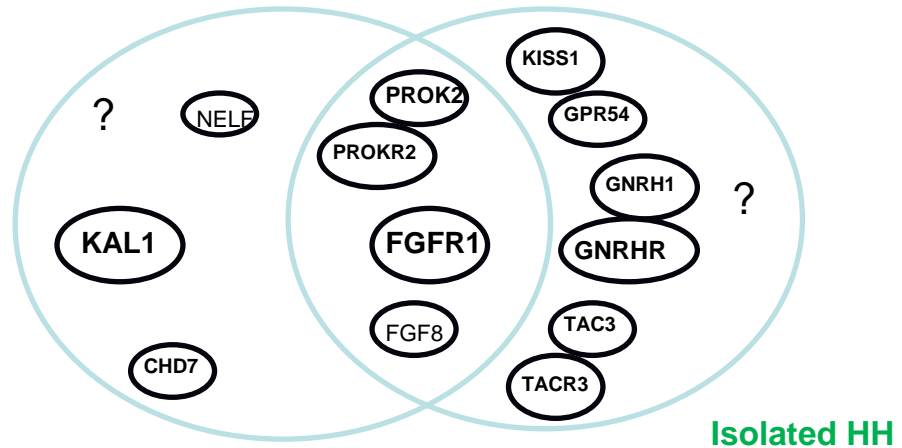 ?
NELF
KAL1
CHD7
PROK2
PROKR2
FGFR1
FGF8
KISS1
GPR54
GNRH1
GNRHR
?
TAC3
TACR3
Isolated HH